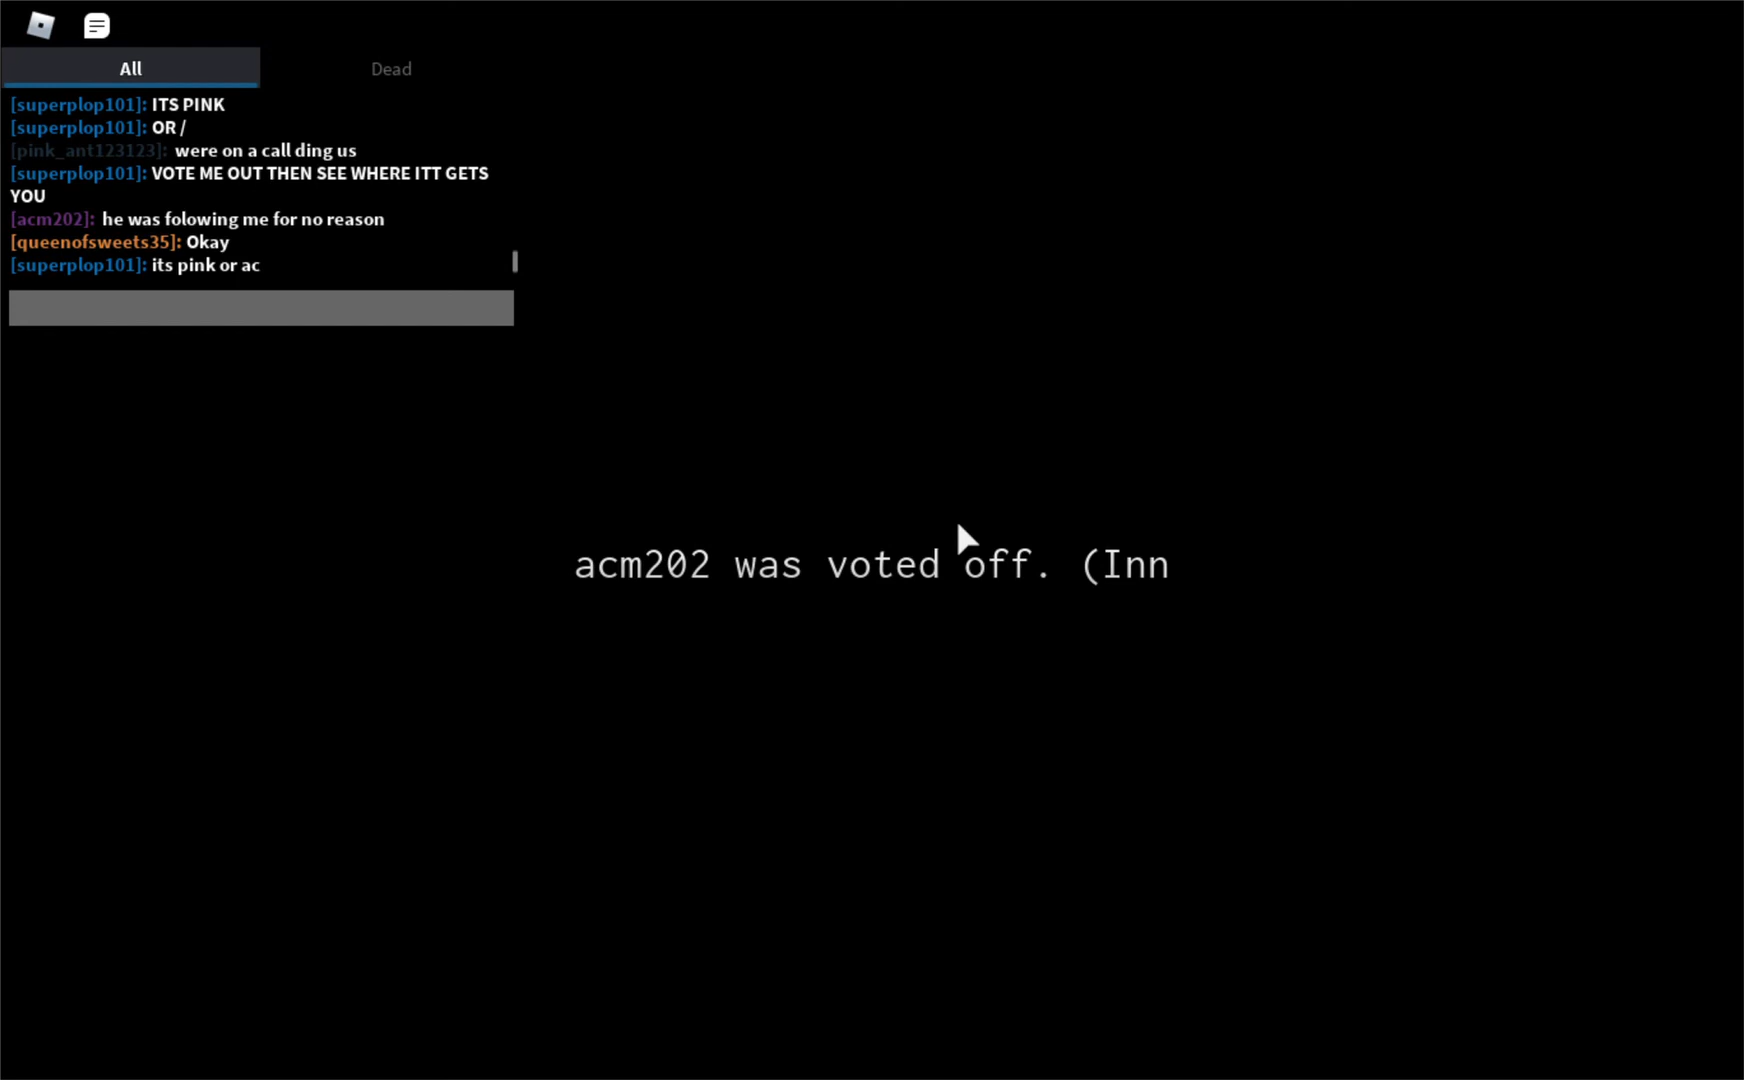 All
Dead
[superplop101]: ITS PINK
[superplop101]: OR /
[pink_ant123123]: were on a call ding us
[superplop101]: VOTE ME OUT THEN SEE WHERE ITT GETS
YOU
[acm202]: he was folowing me for no reason
[queenofsweets35]: Okay
[superplop101]: its pink or ac
acm202 was voted off. (Inn